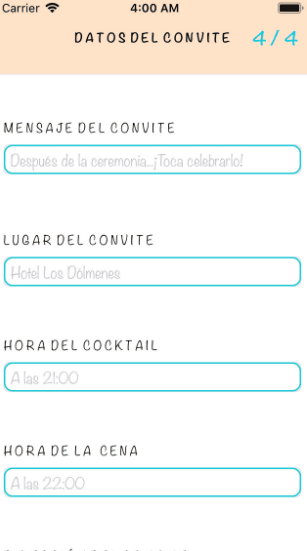 Carrier 4:00 AM
DATOS DEL CONVITE 4/4
MENSAJE DEL CONVITE
Después de la ceremonia...¡Toca celebrarlo!
LUGAR DEL CONVITE
Hotel Los Dólmenes
HORA DEL COCKTAIL
A las 21:00
HORA DE LA CENA
A las 22:00